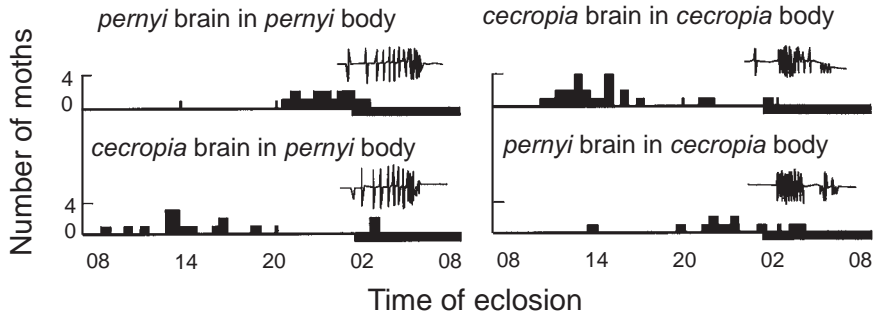 pernyi brain in pernyi body
cecropia brain in cecropia body
4
0
cecropia brain in pernyi body
pernyi brain in cecropia body
4
0
Number of moths
08 14 20 02 08
08 14 20 02 08
Time of eclosion